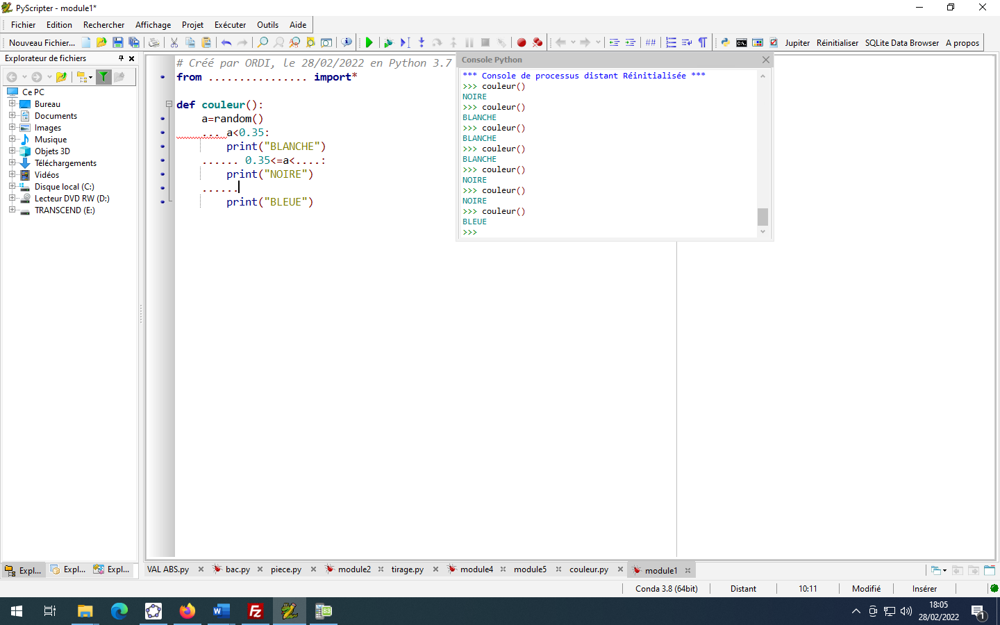 PyScripter - module1*
Fichier Edition Rechercher Affichage Projet Exécuter Outils Aide
Nouveau Fichier... ## Jupiter Réinitialiser SQLite Data Browser A propos
Explorateur de fichiers
Ce PC
Bureau
Documents
Images
Musique
Objets 3D
Téléchargements
Vidéos
Disque local (C:)
Lecteur DVD RW (D:)
TRANSCEND (E:)
Expl... Expl... Expl...
# Créé par ORDI, le 28/02/2022 en Python 3.7
from ................ import*
def couleur():
a=random()
... a<0.35:
print("BLANCHE")
...... 0.35<=a<....:
print("NOIRE")
......
print("BLEUE")
Console Python
*** Console de processus distant Réinitialisée ***
>>> couleur()
NOIRE
>>> couleur()
BLANCHE
>>> couleur()
BLANCHE
>>> couleur()
BLANCHE
>>> couleur()
NOIRE
>>> couleur()
NOIRE
>>> couleur()
BLEUE
>>>
VAL ABS.py bac.py piece.py module2 tirage.py module4 module5 couleur.py module1
Conda 3.8 (64bit) Distant 10:11 Modifié Insérer
18:05
28/02/2022
1